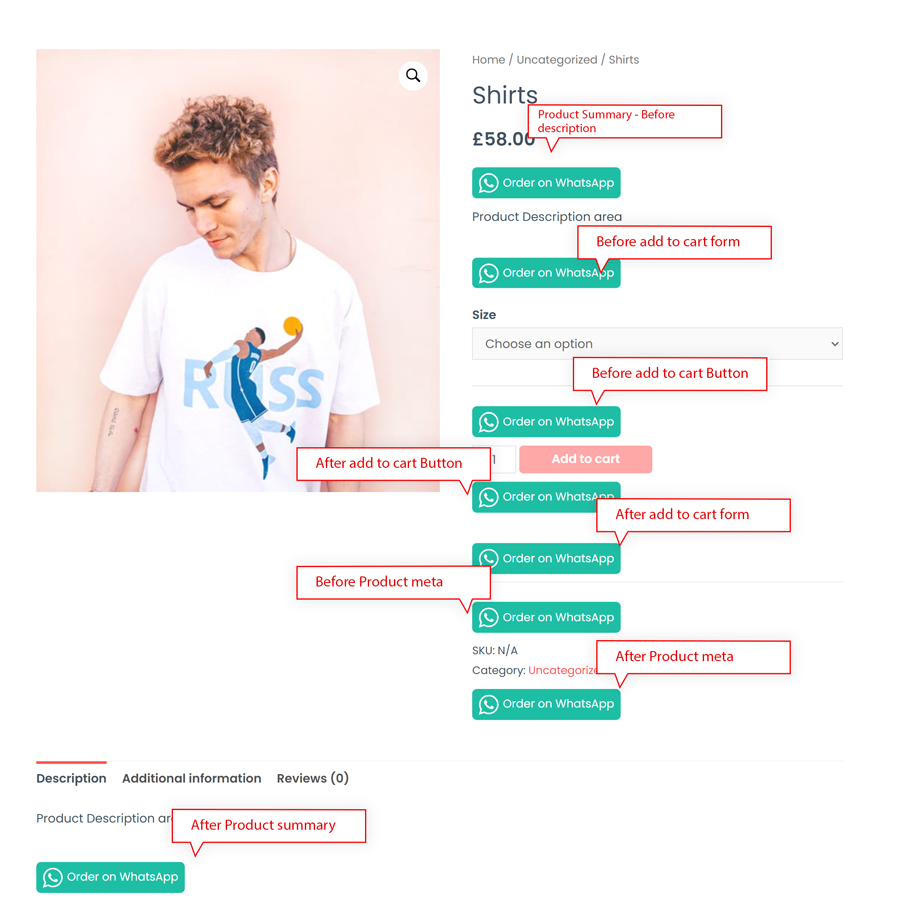 Home / Uncategorized / Shirts
Shirts
Product Summary - Before
description
£58.00
Order on WhatsApp
Product Description area
Before add to cart form
Order on WhatsApp
Size
Choose an option
Before add to cart Button
Order on WhatsApp
1
Add to cart
After add to cart Button
Order on WhatsApp
After add to cart form
Order on WhatsApp
Before Product meta
Order on WhatsApp
SKU: N/A
After Product meta
Category: Uncategorize
Order on WhatsApp
RUSS
Description Additional information Reviews (0)
Product Description ar
After Product summary
Order on WhatsApp